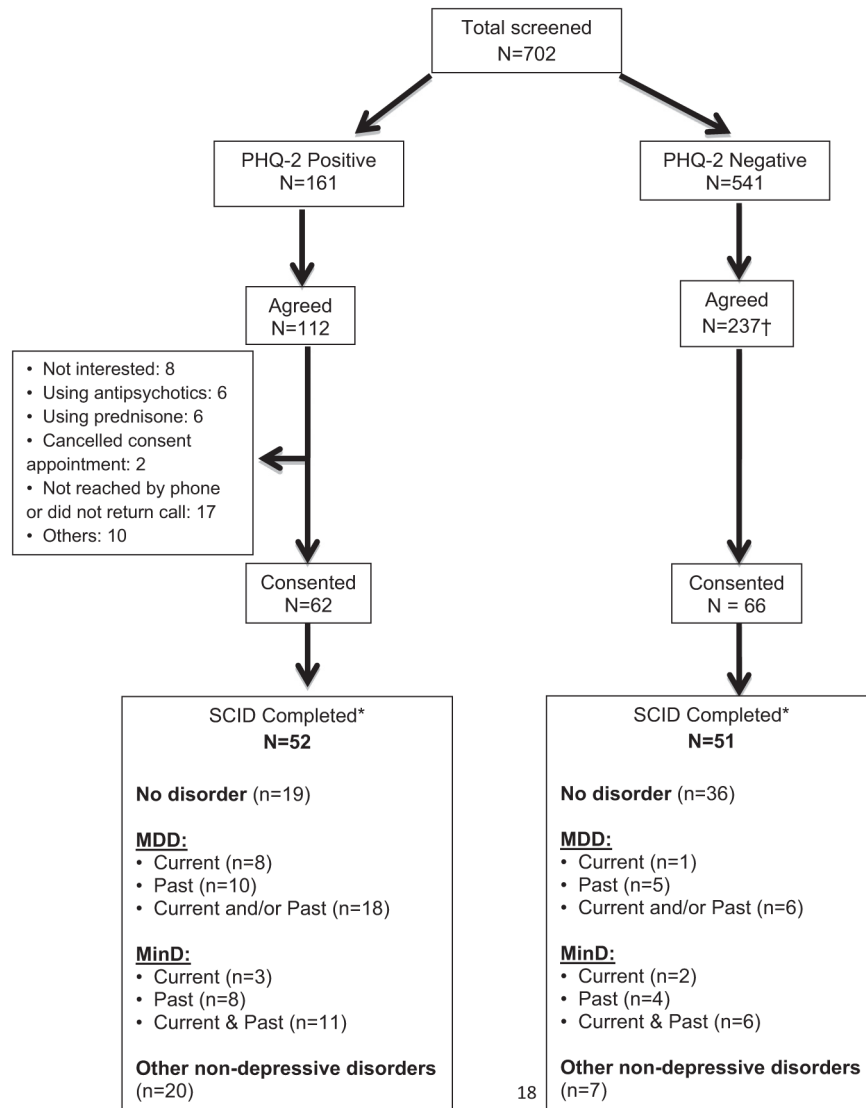 Total screened
N=702
PHQ-2 Positive
N=161
PHQ-2 Negative
N=541
Agreed
N=112
Agreed
N=237†
• Not interested: 8
• Using antipsychotics: 6
• Using prednisone: 6
• Cancelled consent
appointment: 2
• Not reached by phone
or did not return call: 17
• Others: 10
Consented
N=62
Consented
N = 66
SCID Completed*
N=52
No disorder (n=19)
MDD:
• Current (n=8)
• Past (n=10)
• Current and/or Past (n=18)
MinD:
• Current (n=3)
• Past (n=8)
• Current & Past (n=11)
Other non-depressive disorders
(n=20)
SCID Completed*
N=51
No disorder (n=36)
MDD:
• Current (n=1)
• Past (n=5)
• Current and/or Past (n=6)
MinD:
• Current (n=2)
• Past (n=4)
• Current & Past (n=6)
Other non-depressive disorders
(n=7)
18